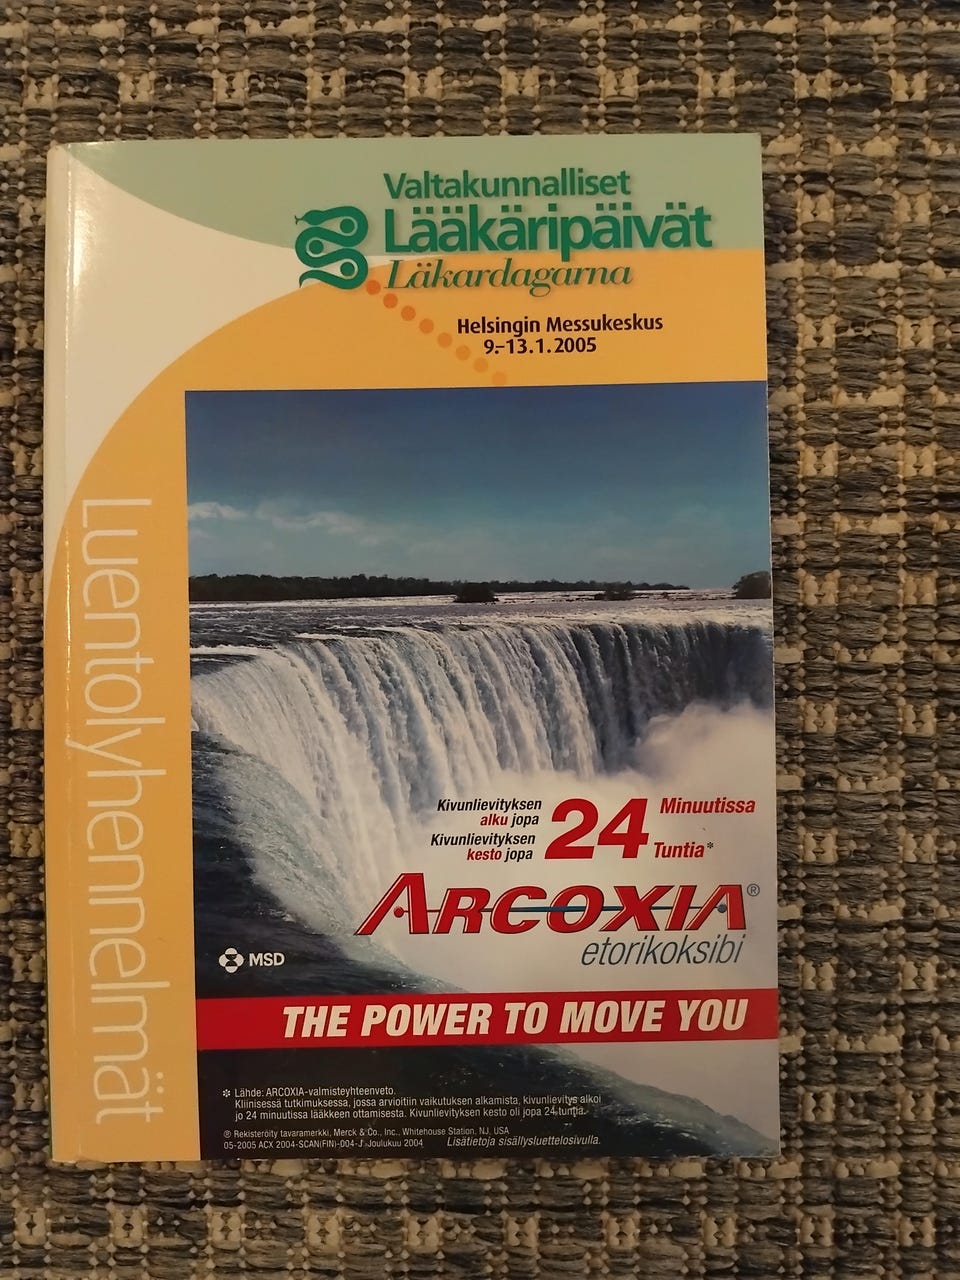 Valtakunnalliset
Lääkäripäivät
Läkardagarna
Helsingin Messukeskus
9.–13.1.2005
Luentolyhennelmät
Kivunlievityksen
alku jopa
24
Minuutissa
Kivunlievityksen
kesto jopa
Tuntia*
ARCOXIA®
etorikoksibi
MSD
THE POWER TO MOVE YOU
* Lähde: ARCOXIA-valmisteyhteenveto.
Kliinisessä tutkimuksessa, jossa arvioitiin vaikutuksen alkamista, kivunlievitys alkoi
jo 24 minuutissa lääkkeen ottamisesta. Kivunlievityksen kesto oli jopa 24 tuntia.
® Rekisteröity tavaramerkki, Merck & Co., Inc., Whitehouse Station, NJ, USA
05-2005 ACX 2004-SCAN(FIN)-004-J Joulukuu 2004 Lisätietoja sisällysluettelosivulla.